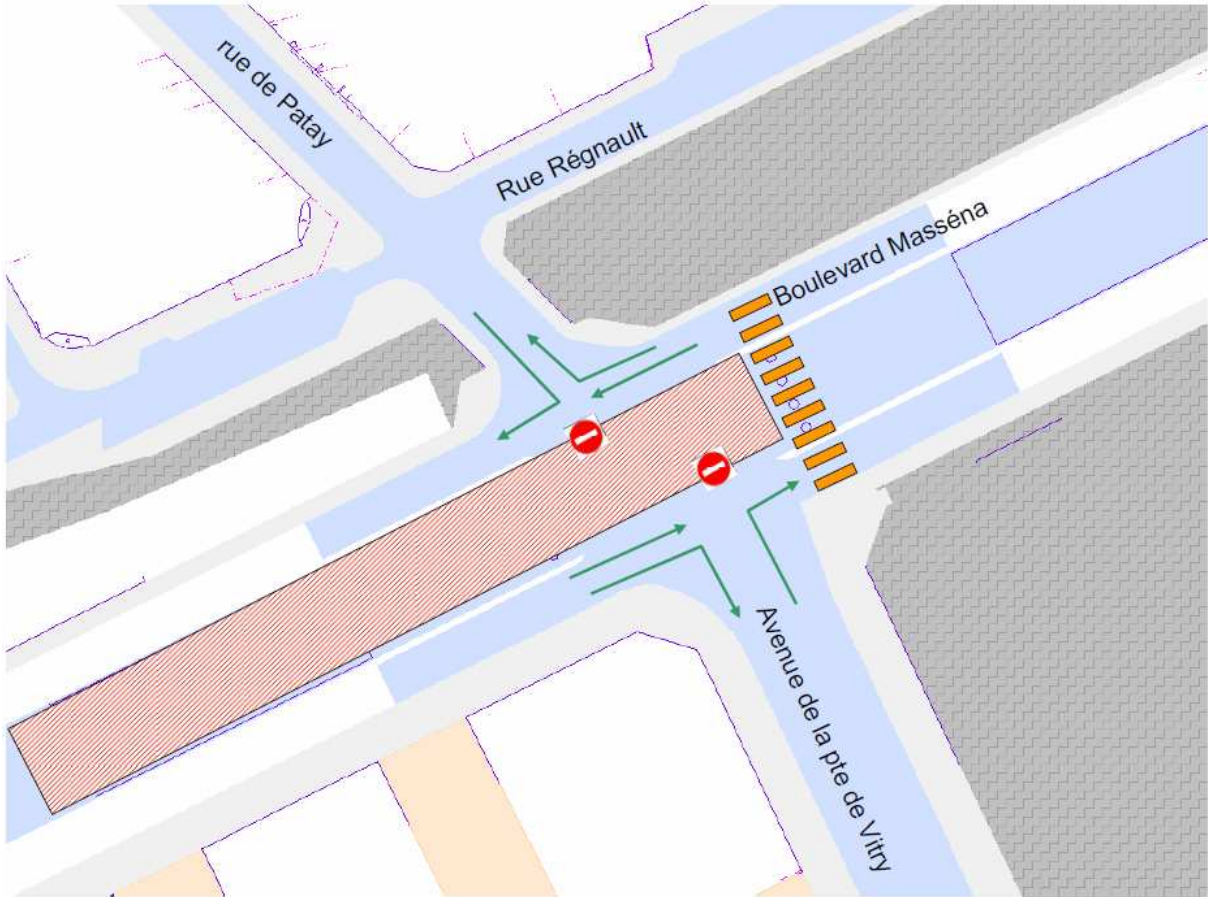 rue de Patay
Rue Régnault
Boulevard Masséna
Avenue de la pte de Vitry